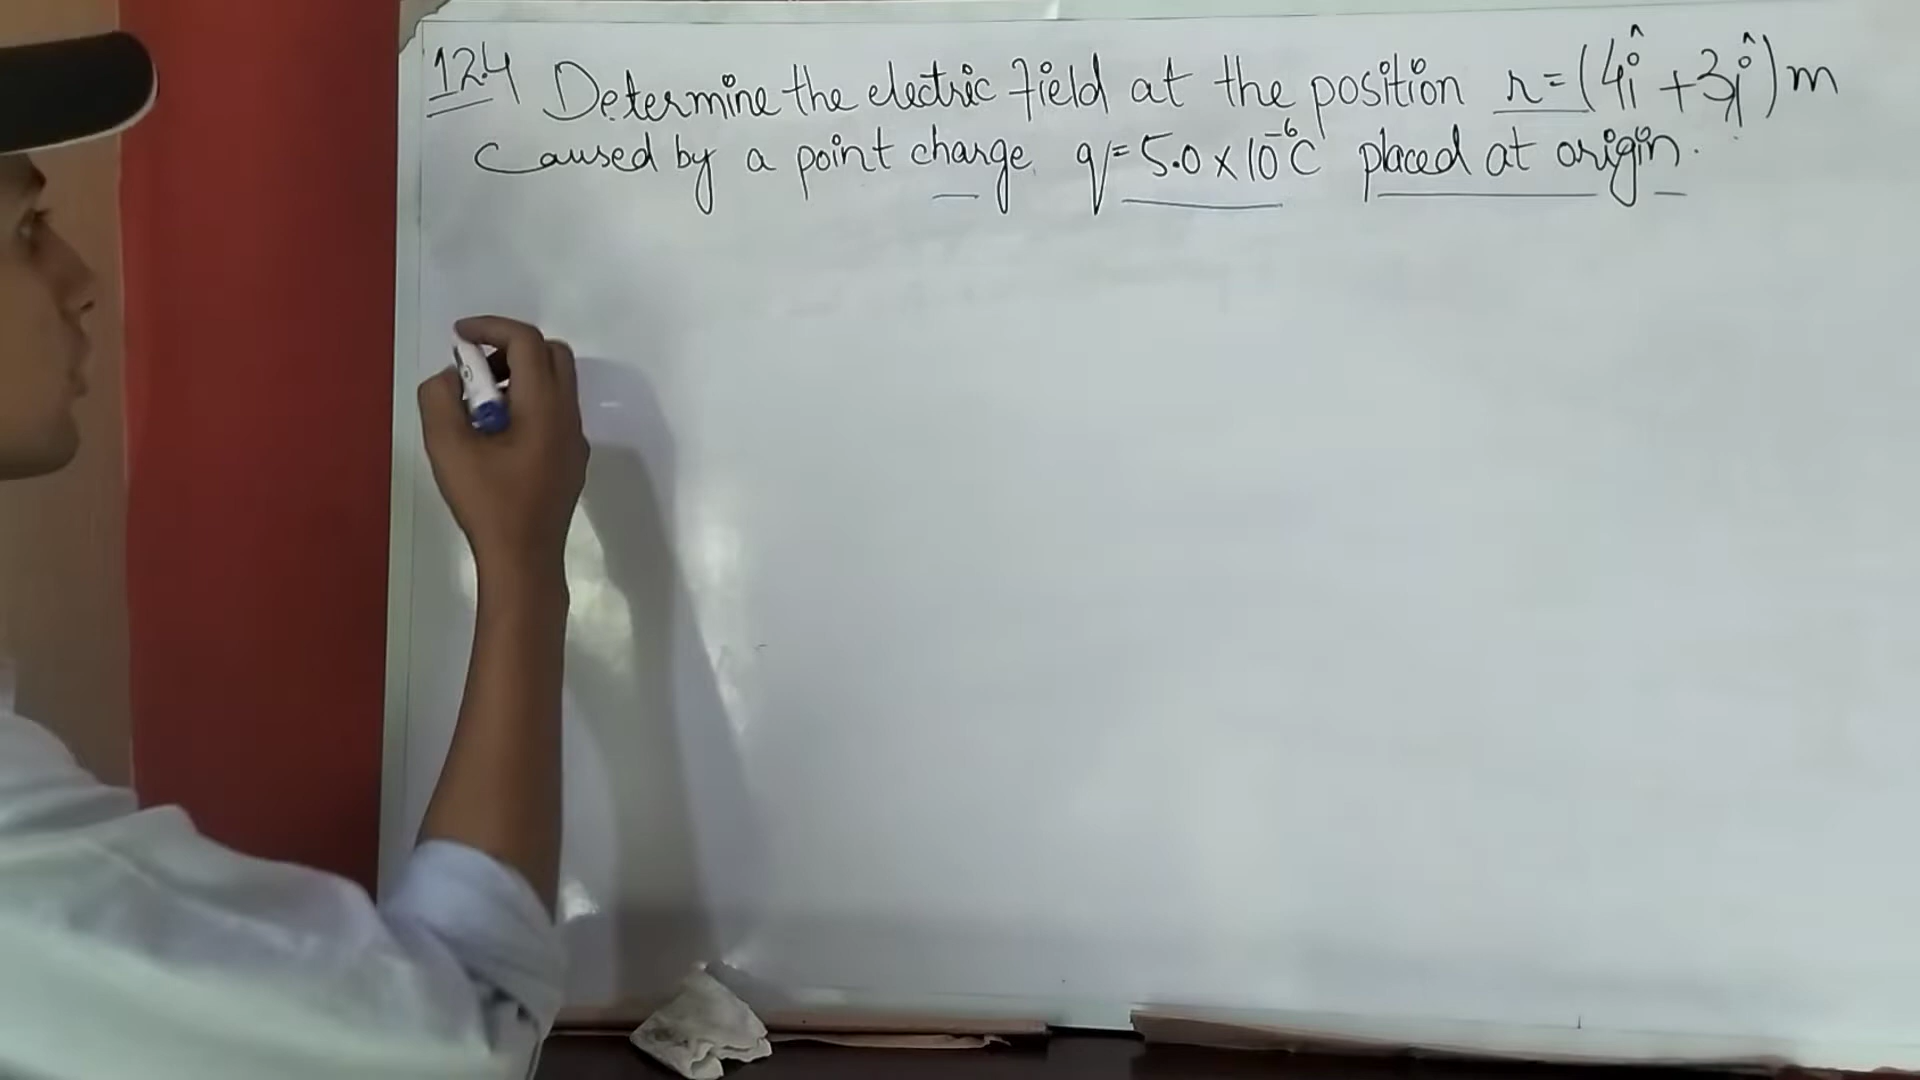 12.4 Determine the electric field at the position r = (4î + 3ĵ) m
Caused by a point charge q = 5.0 x 10⁻⁶ C placed at origin.